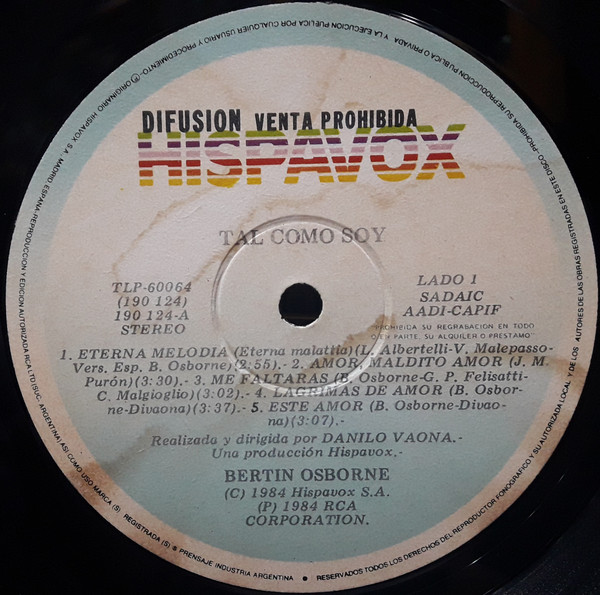 DIFUSION VENTA PROHIBIDA
HISPAVOX
TAL COMO SOY
TLP-60064
(190 124)
190 124-A
STEREO
LADO 1
SADAIC
AADI-CAPIF
"PROHIBIDA SU REGRABACION EN TODO
O EN PARTE, SU ALQUILER O PRESTAMO"
1. ETERNA MELODIA (Eterna malattia) (L. Albertelli-V. Malepasso-
Vers. Esp. B. Osborne) (2:55).- 2. AMOR, MALDITO AMOR (J. M.
Purón) (3:30).- 3. ME FALTARAS (B. Osborne-G. P. Felisatti-
C. Malgioglio) (3:02).- 4. LAGRIMAS DE AMOR (B. Osbor-
ne-Divaona) (3:37).- 5. ESTE AMOR (B. Osborne-Divao-
na) (3:07).-
Realizada y dirigida por DANILO VAONA.-
Una producción Hispavox.-
BERTIN OSBORNE
(C) 1984 Hispavox S.A.
(P) 1984 RCA
CORPORATION.
ORIGINARIO HISPAVOX S.A. MADRID, ESPAÑA-REPRODUCCION Y EDICION AUTORIZADA RCA LTD (SUC. ARGENTINA) ASI COMO USO MARCA (S) REGISTRADA (S) ● PRENSAJE INDUSTRIA ARGENTINA ● RESERVADOS TODOS LOS DERECHOS DEL REPRODUCTOR FONOGRAFICO Y SU AUTORIZADA LOCAL Y DE LOS AUTORES DE LAS OBRAS REGISTRADAS EN ESTE DISCO-PROHIBIDA SU REPRODUCCION PUBLICA O PRIVADA Y LA EJECUCION PUBLICA POR CUALQUIER USUARIO Y PROCEDIMIENTO-℗